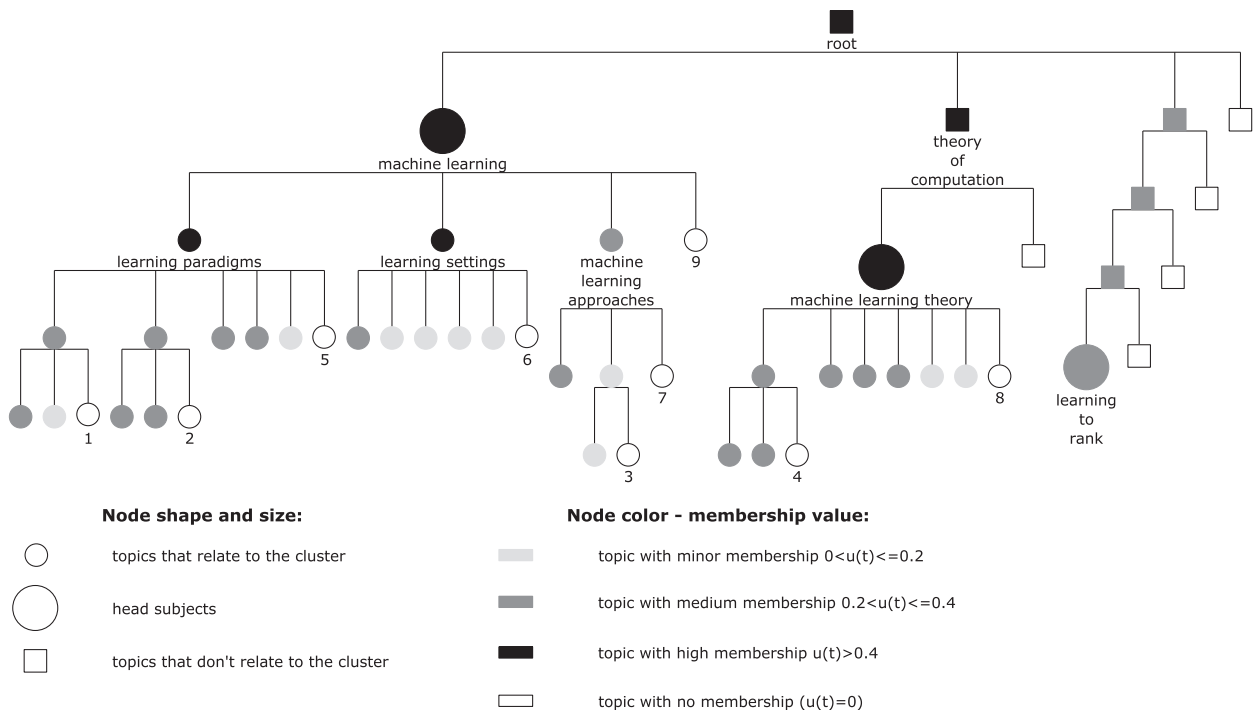 root
machine learning
theory
of
computation
learning paradigms
learning settings
machine
learning
approaches
9
machine learning theory
5
6
7
8
1
2
3
4
learning
to
rank
Node shape and size:
topics that relate to the cluster
head subjects
topics that don't relate to the cluster
Node color - membership value:
topic with minor membership 0<u(t)<=0.2
topic with medium membership 0.2<u(t)<=0.4
topic with high membership u(t)>0.4
topic with no membership (u(t)=0)